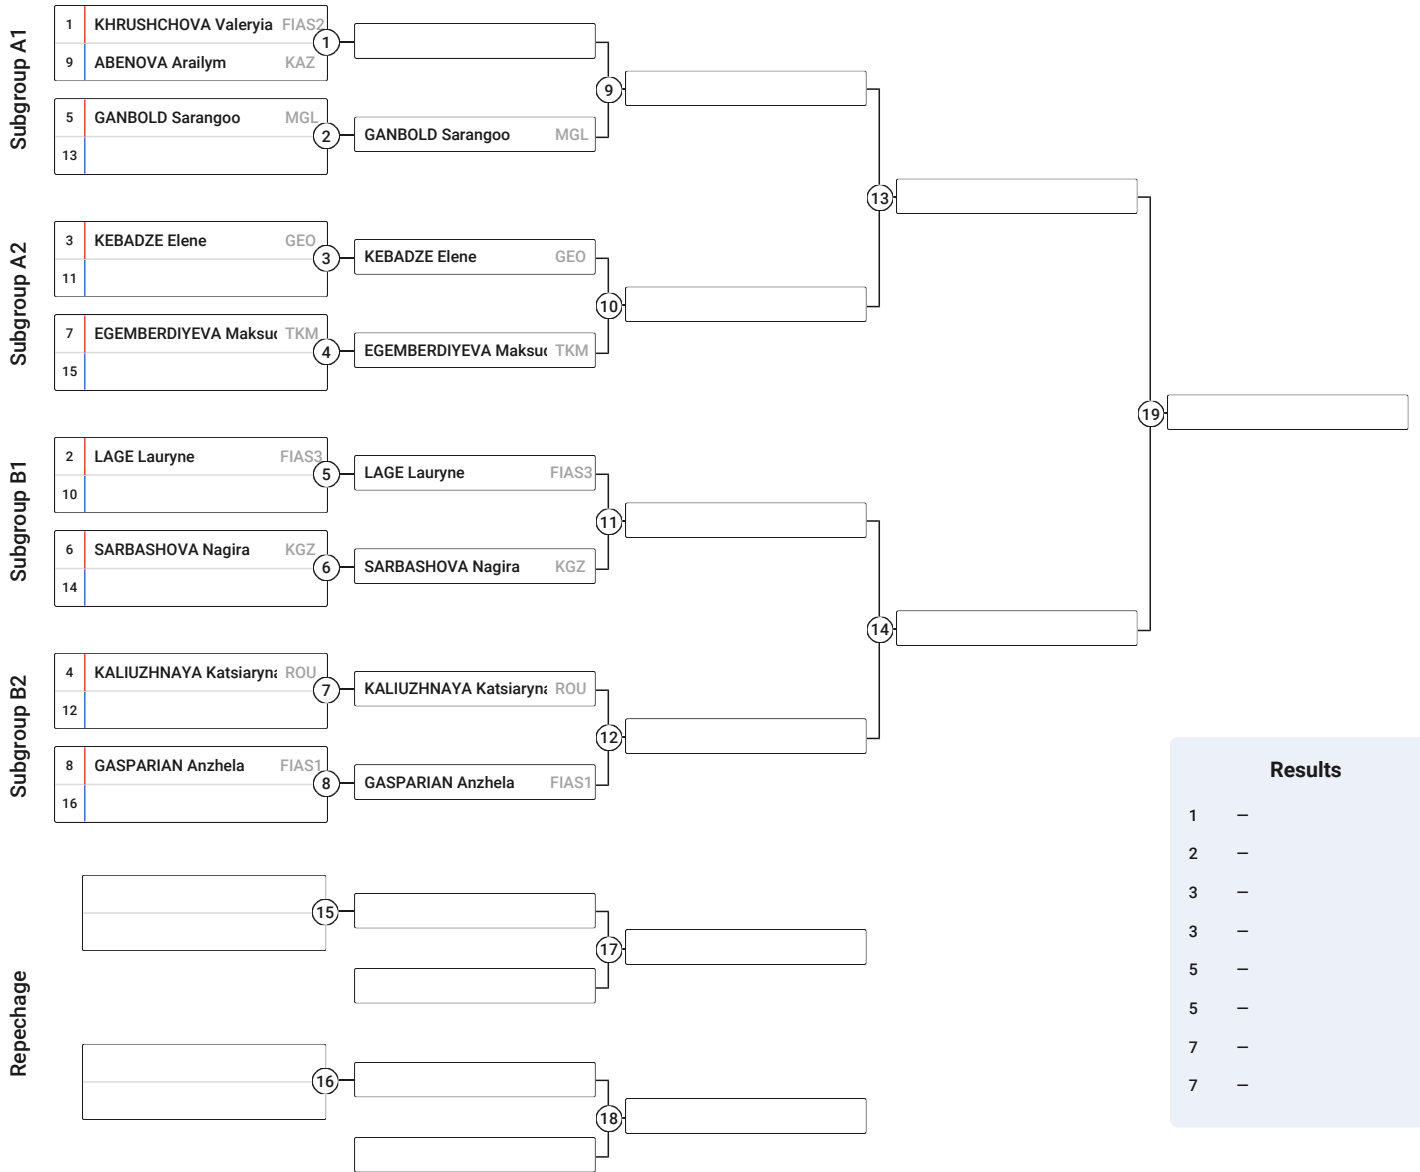 Subgroup A1
1 KHRUSHCHOVA Valeryia FIAS2
9 ABENOVA Arailym KAZ
1
5 GANBOLD Sarangoo MGL
13
2
GANBOLD Sarangoo MGL
9
Subgroup A2
3 KEBADZE Elene GEO
11
3
KEBADZE Elene GEO
7 EGEMBERDIYEVA Maksud TKM
15
4
EGEMBERDIYEVA Maksud TKM
10
13
Subgroup B1
2 LAGE Lauryne FIAS3
10
5
LAGE Lauryne FIAS3
6 SARBASHOVA Nagira KGZ
14
6
SARBASHOVA Nagira KGZ
11
Subgroup B2
4 KALIUZHNAYA Katsiaryna ROU
12
7
KALIUZHNAYA Katsiaryna ROU
8 GASPARIAN Anzhela FIAS1
16
8
GASPARIAN Anzhela FIAS1
12
14
19
Repechage
15
17
16
18
Results
1 –
2 –
3 –
3 –
5 –
5 –
7 –
7 –